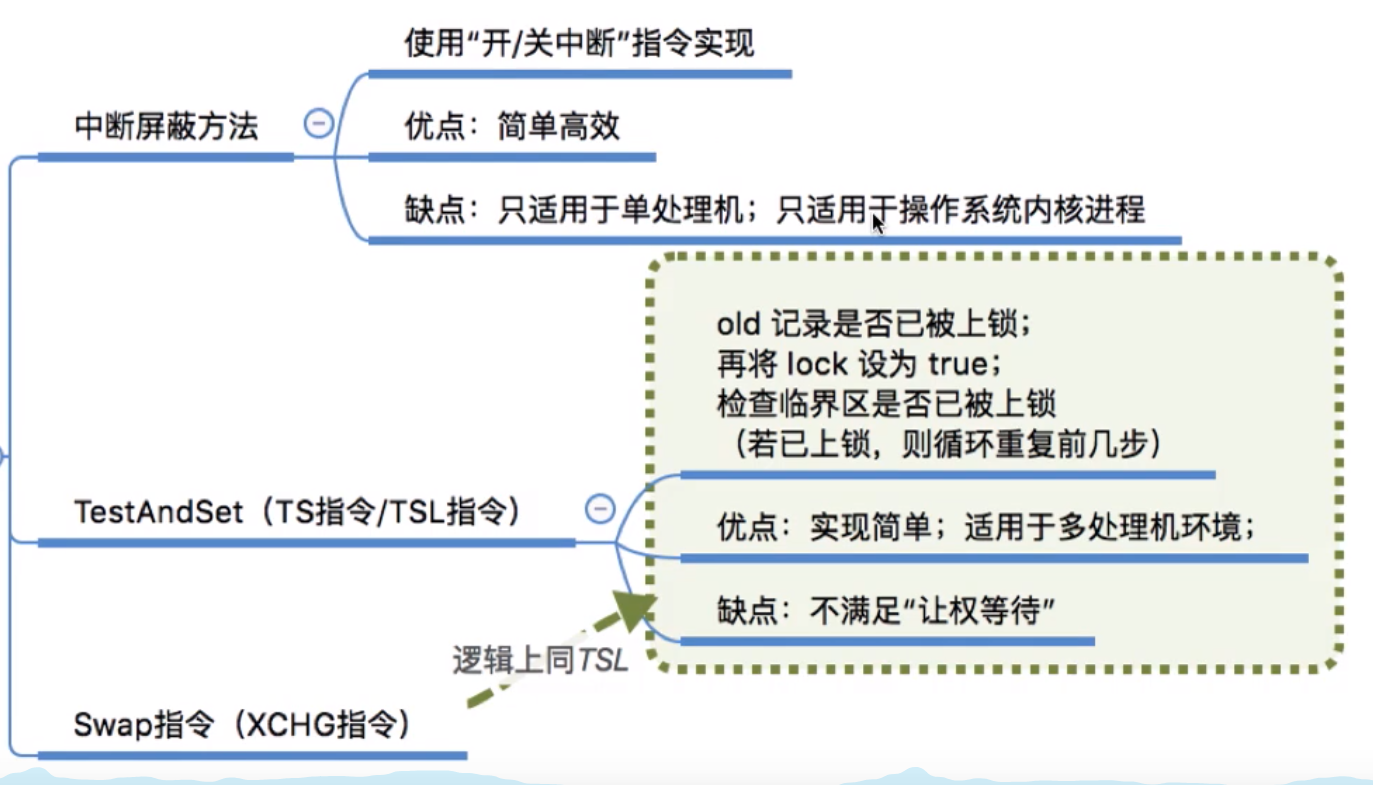 使用“开/关中断”指令实现
中断屏蔽方法
优点：简单高效
缺点：只适用于单处理机；只适用于操作系统内核进程
old 记录是否已被上锁；
再将 lock 设为 true；
检查临界区是否已被上锁
（若已上锁，则循环重复前几步）
TestAndSet（TS指令/TSL指令）
优点：实现简单；适用于多处理机环境；
缺点：不满足“让权等待”
逻辑上同TSL
Swap指令（XCHG指令）